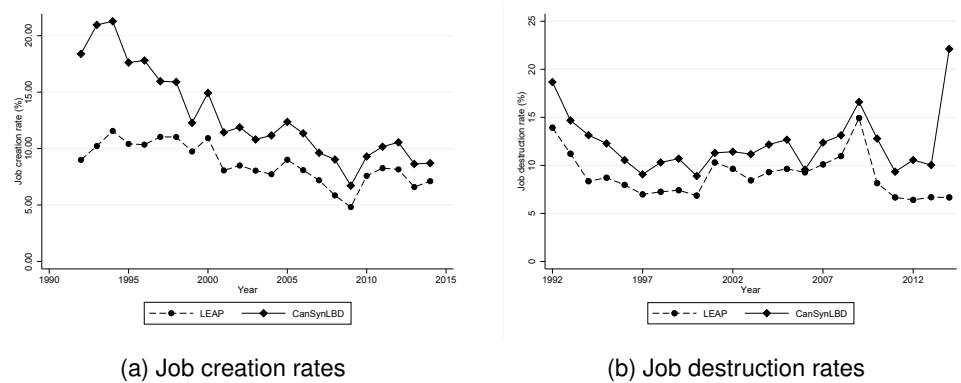 Job creation rate (%)
20.00
15.00
10.00
5.00
0.00
1990 1995 2000 2005 2010 2015
Year
LEAP CanSynLBD
(a) Job creation rates
Job destruction rate (%)
25
20
15
10
5
0
1992 1997 2002 2007 2012
Year
LEAP CanSynLBD
(b) Job destruction rates